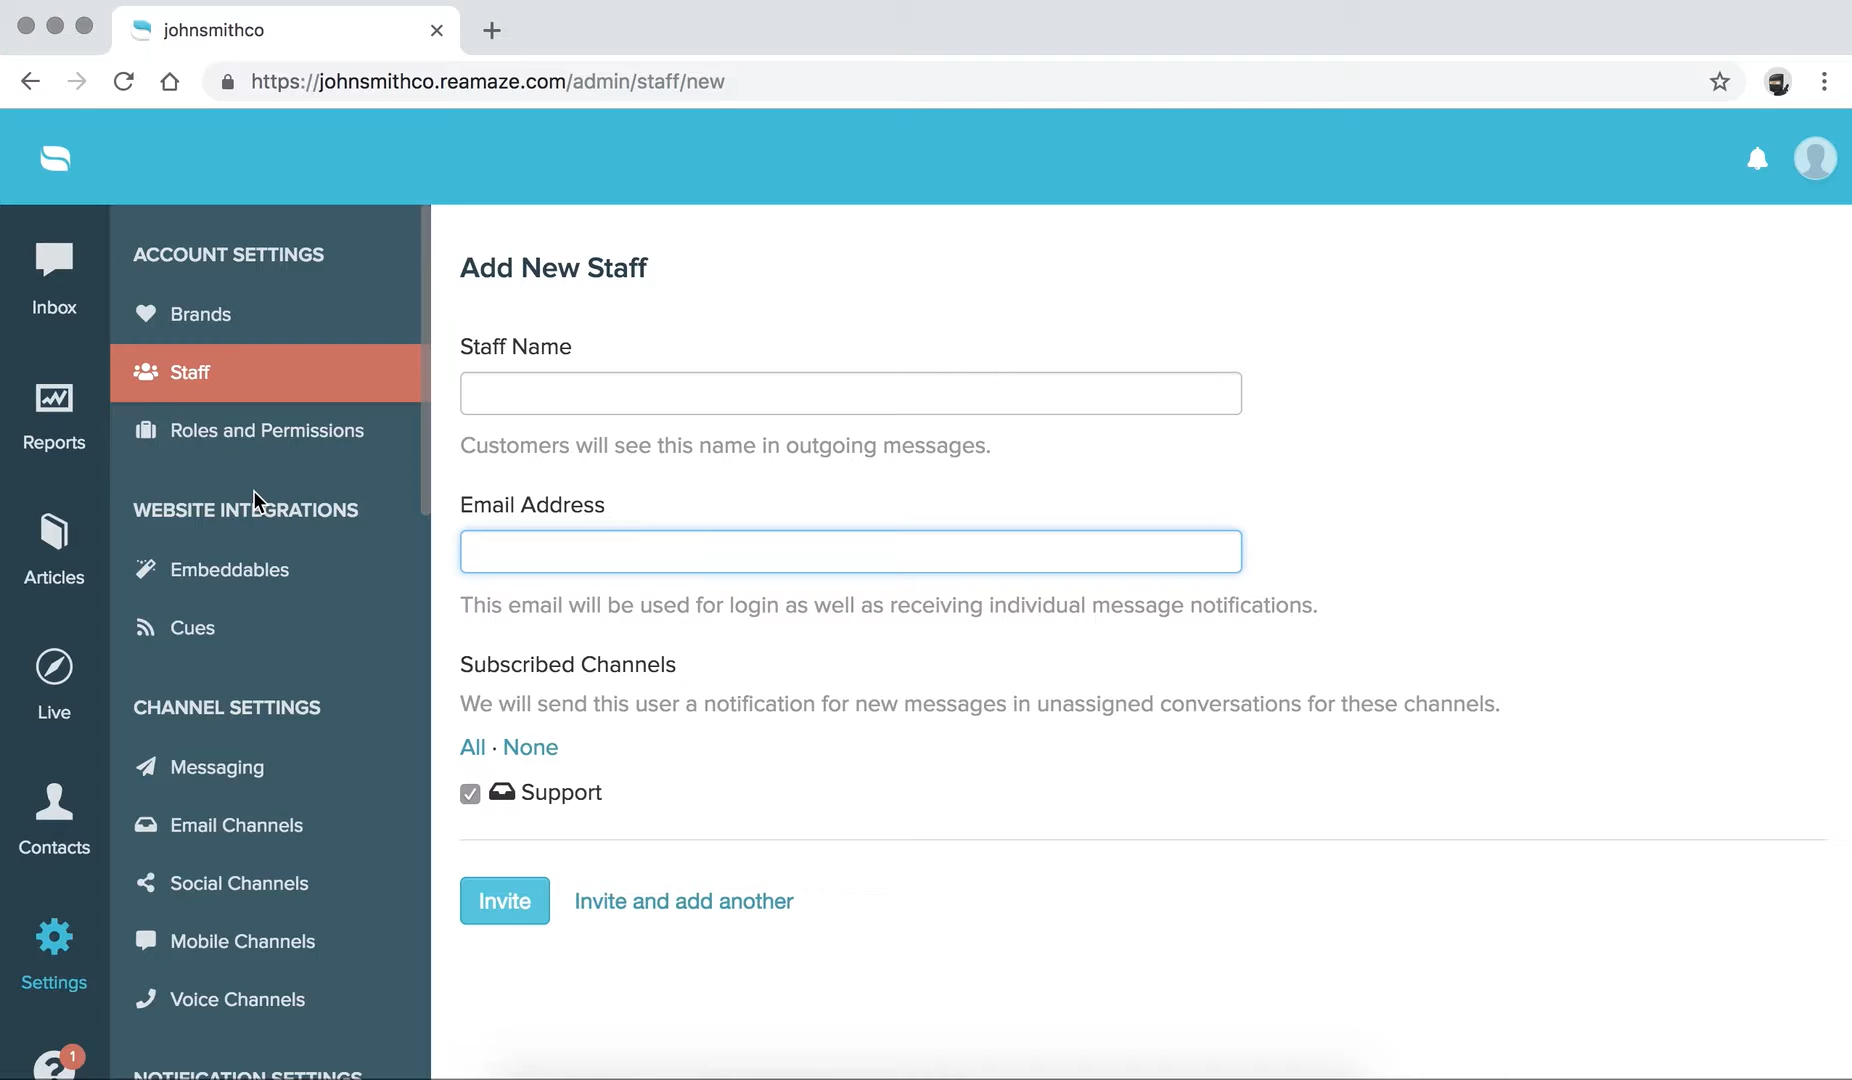 johnsmithco
https://johnsmithco.reamaze.com/admin/staff/new
Inbox
Reports
Articles
Live
Contacts
Settings
1
ACCOUNT SETTINGS
Brands
Staff
Roles and Permissions
WEBSITE INTEGRATIONS
Embeddables
Cues
CHANNEL SETTINGS
Messaging
Email Channels
Social Channels
Mobile Channels
Voice Channels
NOTIFICATION SETTINGS
Add New Staff
Staff Name
Customers will see this name in outgoing messages.
Email Address
This email will be used for login as well as receiving individual message notifications.
Subscribed Channels
We will send this user a notification for new messages in unassigned conversations for these channels.
All · None
Support
Invite Invite and add another